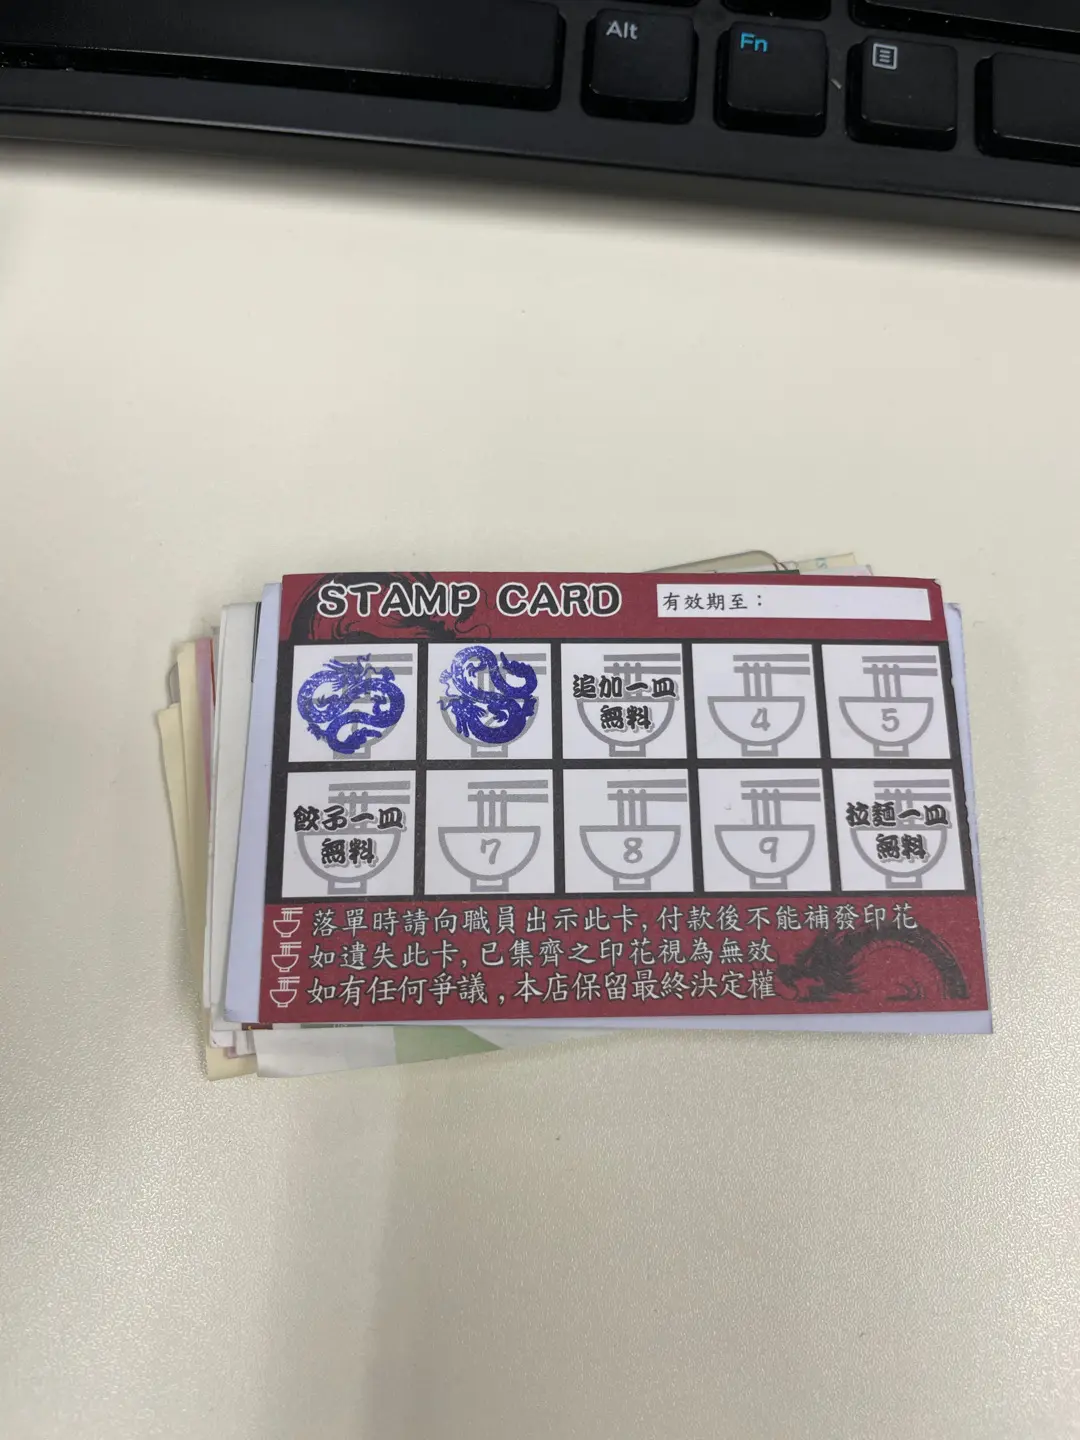 Alt
Fn
STAMP CARD
有效期至：
追加一皿
無料
4
5
餃子一皿
無料
7
8
9
拉麵一皿
無料
落單時請向職員出示此卡, 付款後不能補發印花
如遺失此卡, 已集齊之印花視為無效
如有任何爭議, 本店保留最終決定權